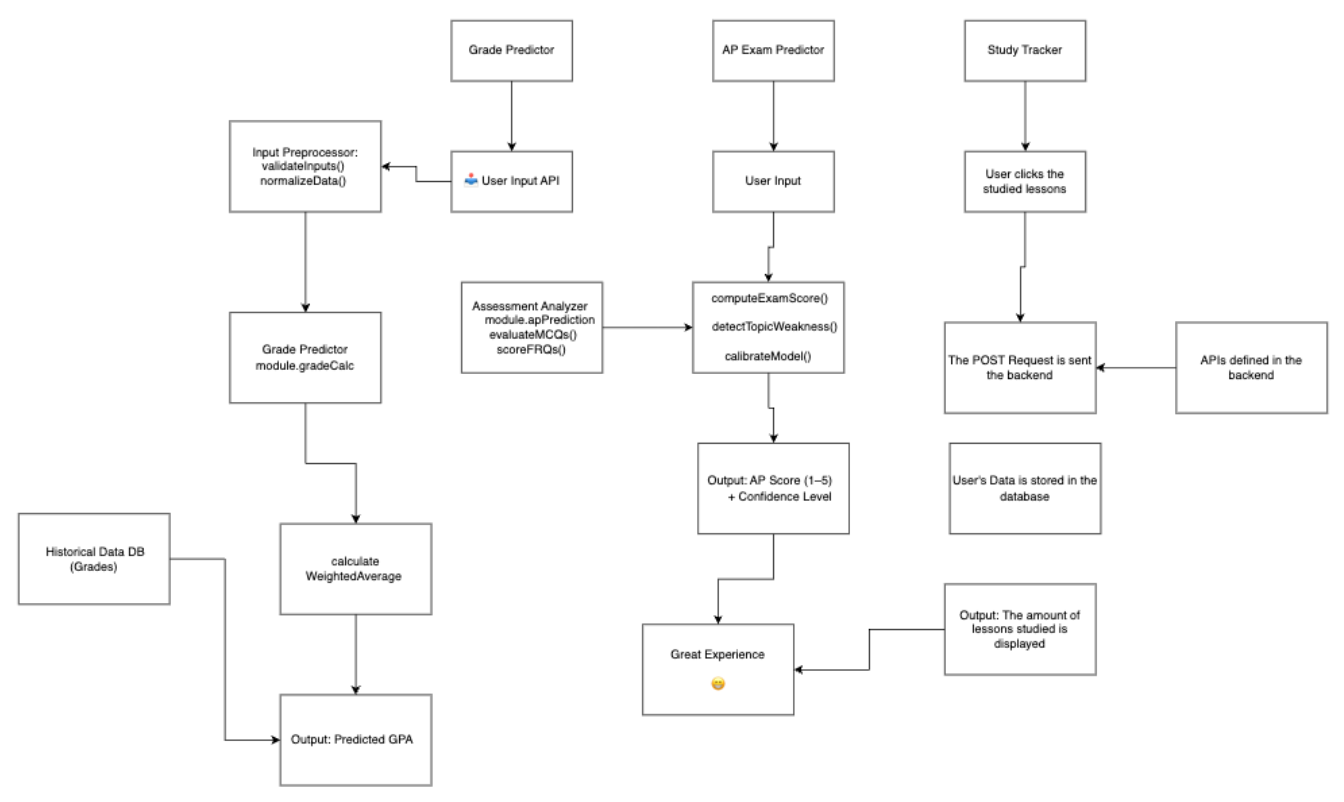 Grade Predictor
AP Exam Predictor
Study Tracker
Input Preprocessor:
validateInputs()
normalizeData()
User Input API
User Input
User clicks the
studied lessons
Assessment Analyzer
module.apPrediction
evaluateMCQs()
scoreFRQs()
computeExamScore()
detectTopicWeakness()
calibrateModel()
Grade Predictor
module.gradeCalc
The POST Request is sent
the backend
APIs defined in the
backend
Output: AP Score (1–5)
+ Confidence Level
User's Data is stored in the
database
Historical Data DB
(Grades)
calculate
WeightedAverage
Output: The amount of
lessons studied is
displayed
Great Experience
😁
Output: Predicted GPA